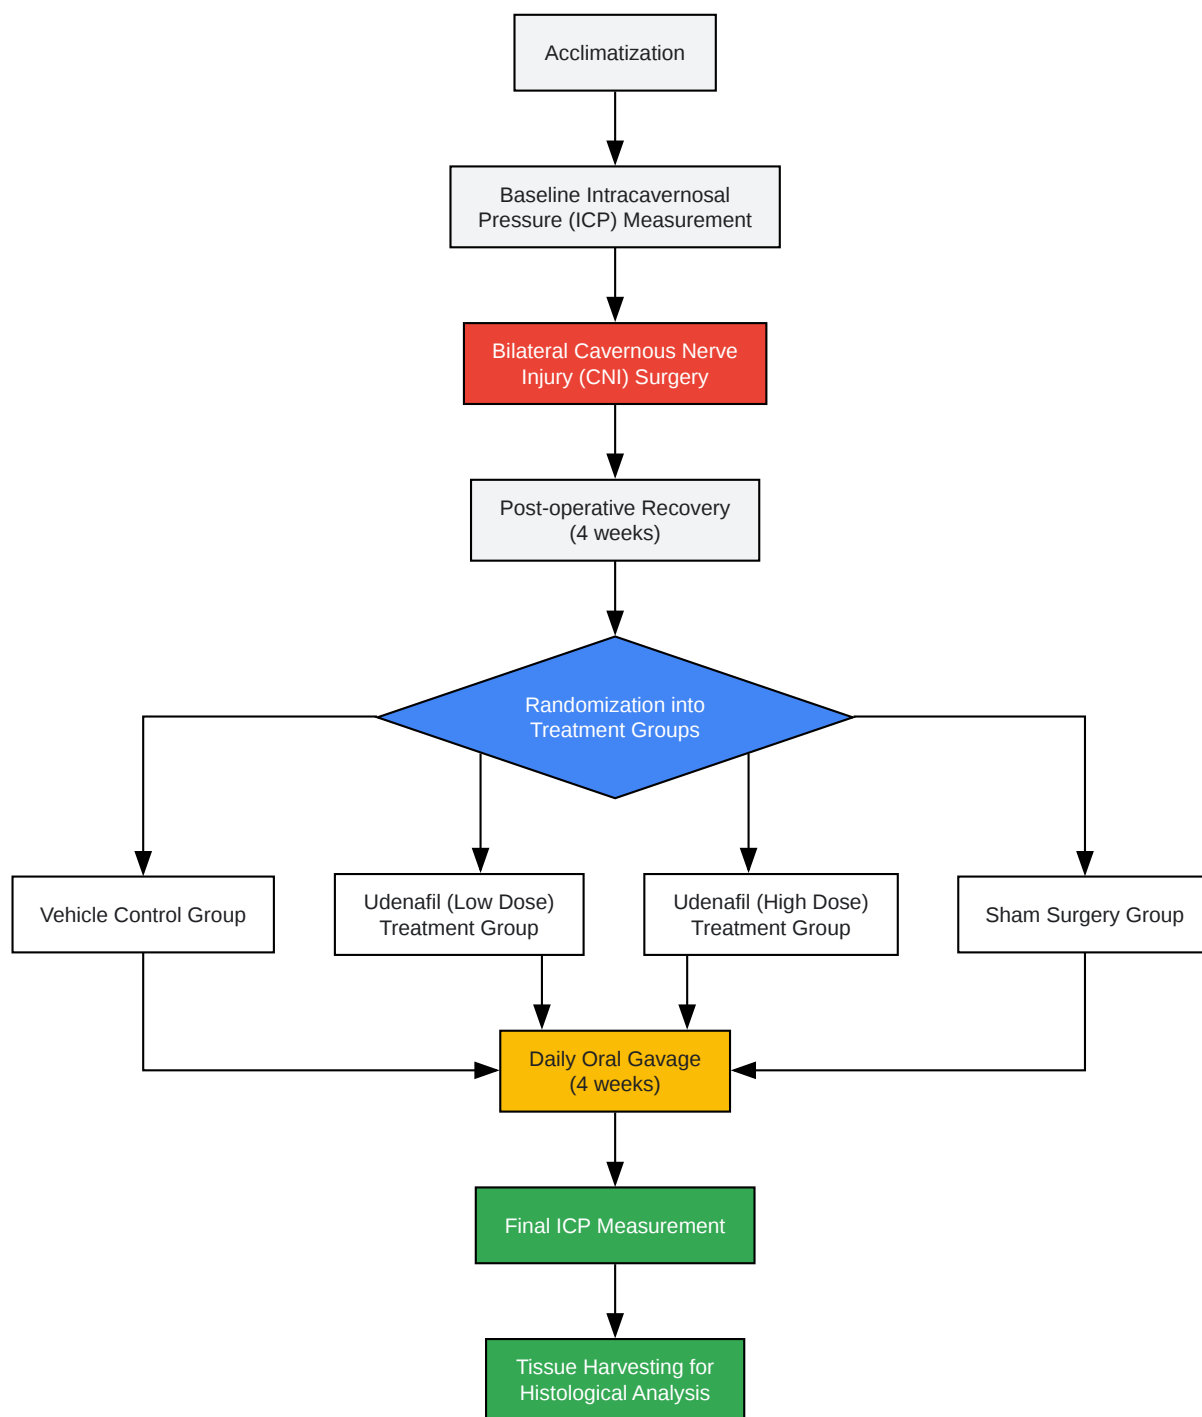 Acclimatization
Baseline Intracavernosal
Pressure (ICP) Measurement
Bilateral Cavernous Nerve
Injury (CNI) Surgery
Post-operative Recovery
(4 weeks)
Randomization into
Treatment Groups
Vehicle Control Group
Udenafil (Low Dose)
Treatment Group
Udenafil (High Dose)
Treatment Group
Sham Surgery Group
Daily Oral Gavage
(4 weeks)
Final ICP Measurement
Tissue Harvesting for
Histological Analysis